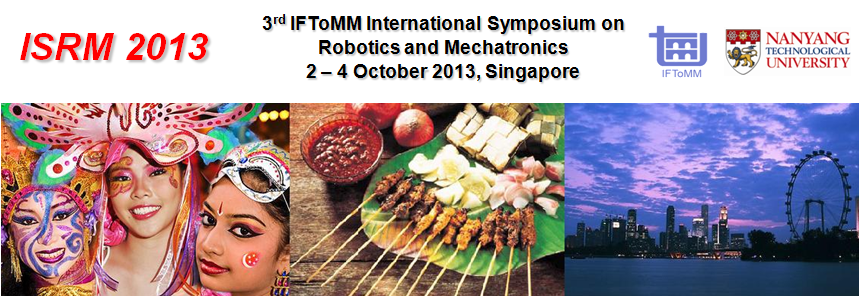 ISRM 2013
3rd IFToMM International Symposium on
Robotics and Mechatronics
2 – 4 October 2013, Singapore
IFToMM
NANYANG
TECHNOLOGICAL
UNIVERSITY